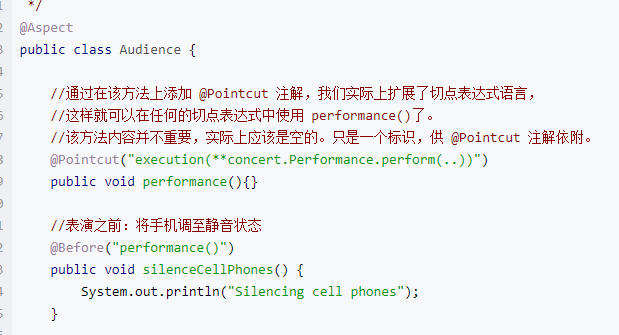 */
@Aspect
public class Audience {
//通过在该方法上添加 @Pointcut 注解，我们实际上扩展了切点表达式语言，
//这样就可以在任何的切点表达式中使用 performance()了。
//该方法内容并不重要，实际上应该是空的。只是一个标识，供 @Pointcut 注解依附。
@Pointcut("execution(**concert.Performance.perform(..))")
public void performance(){}
//表演之前：将手机调至静音状态
@Before("performance()")
public void silenceCellPhones() {
System.out.println("Silencing cell phones");
}